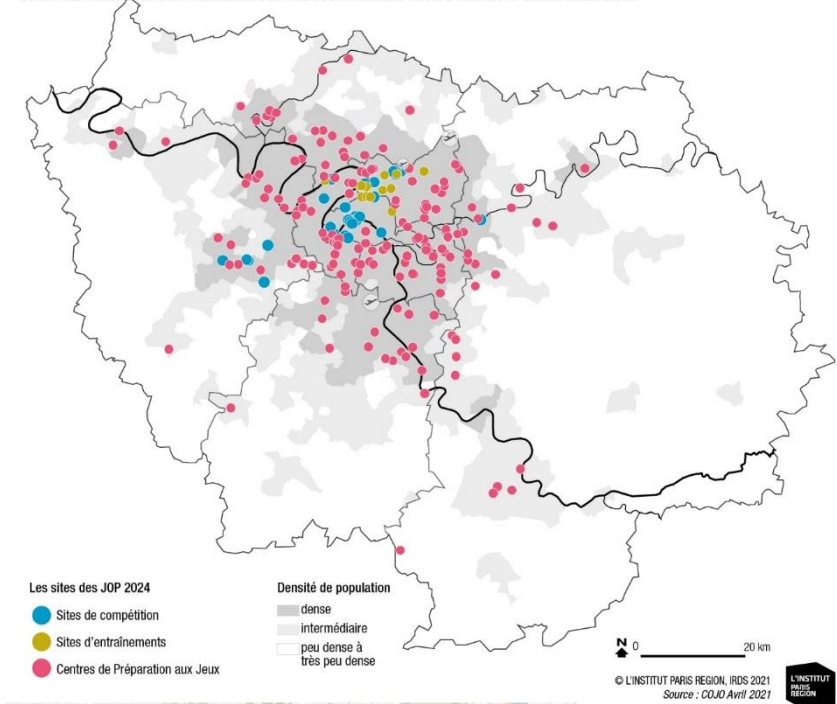 Les sites des JOP 2024
Sites de compétition
Sites d'entraînements
Centres de Préparation aux Jeux
Densité de population
dense
intermédiaire
peu dense à
très peu dense
N
0
20 km
© L'INSTITUT PARIS REGION, IRDS 2021
Source : COJO Avril 2021
L'INSTITUT
PARIS
REGION